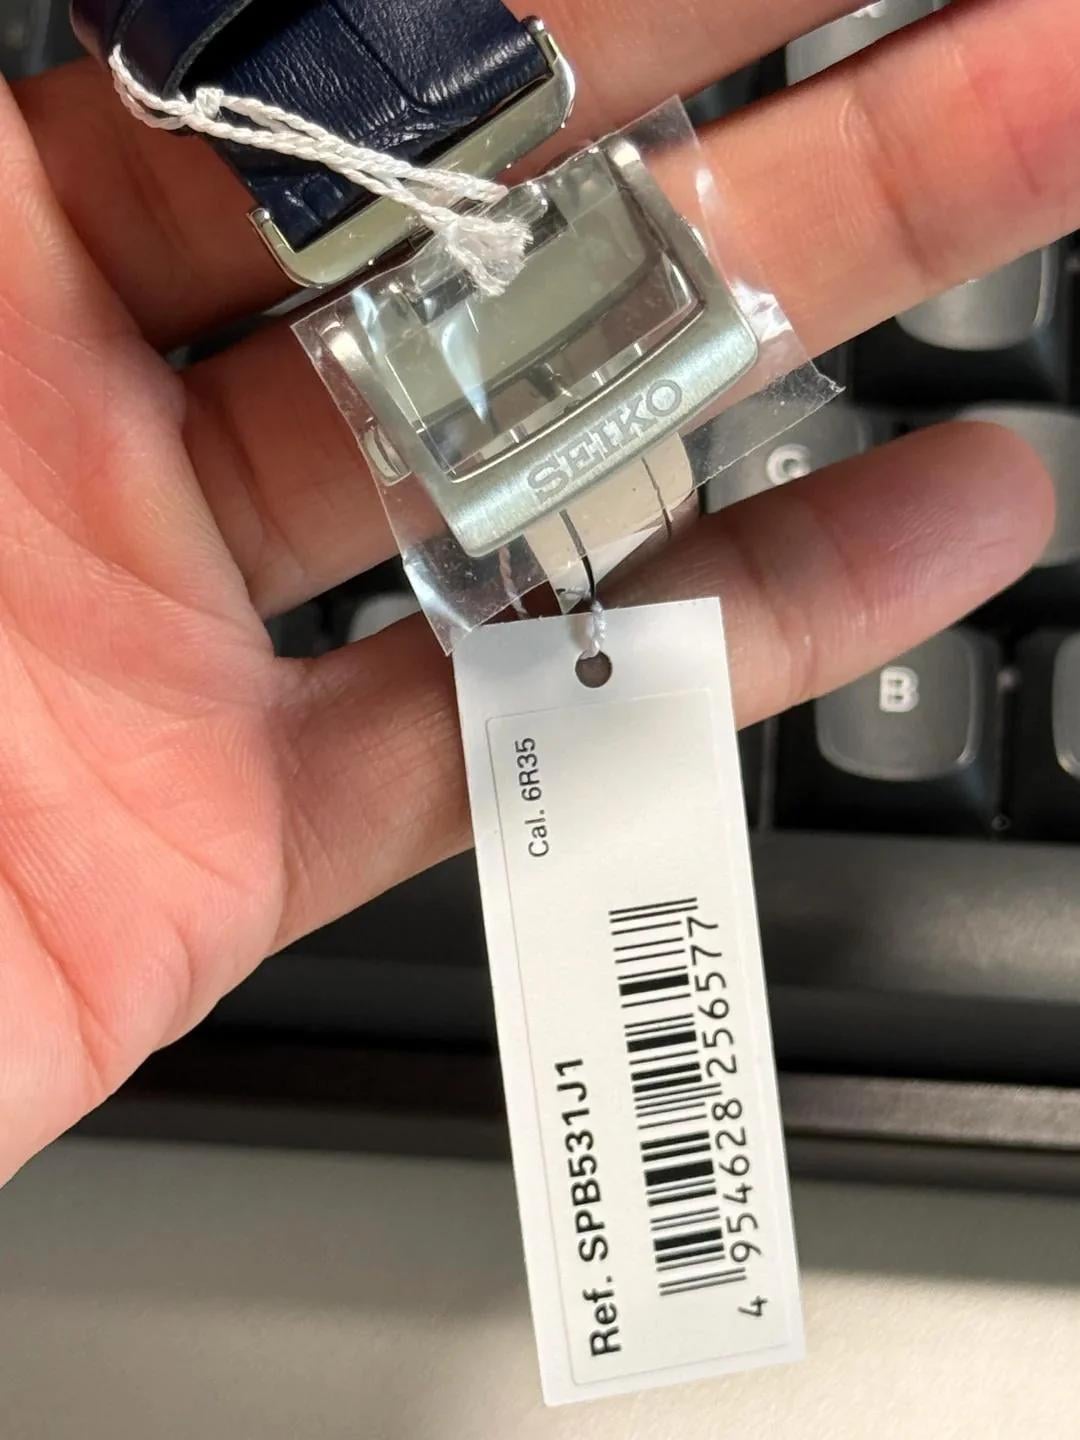 SEIKO
G
B
Cal. 6R35
Ref. SPB531J1
4 954628 256577